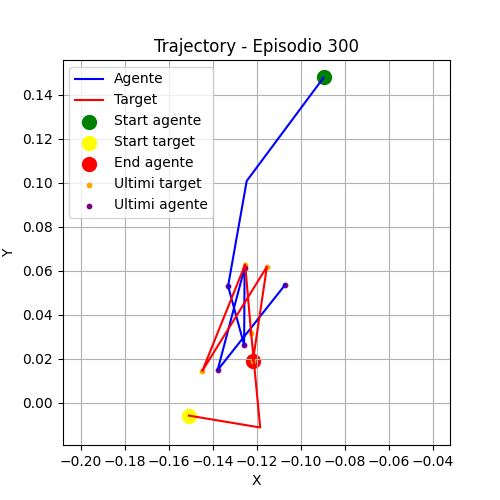 Trajectory - Episodio 300
Agente
Target
Start agente
Start target
End agente
Ultimi target
Ultimi agente
Y
0.14
0.12
0.10
0.08
0.06
0.04
0.02
0.00
−0.20 −0.18 −0.16 −0.14 −0.12 −0.10 −0.08 −0.06 −0.04
X